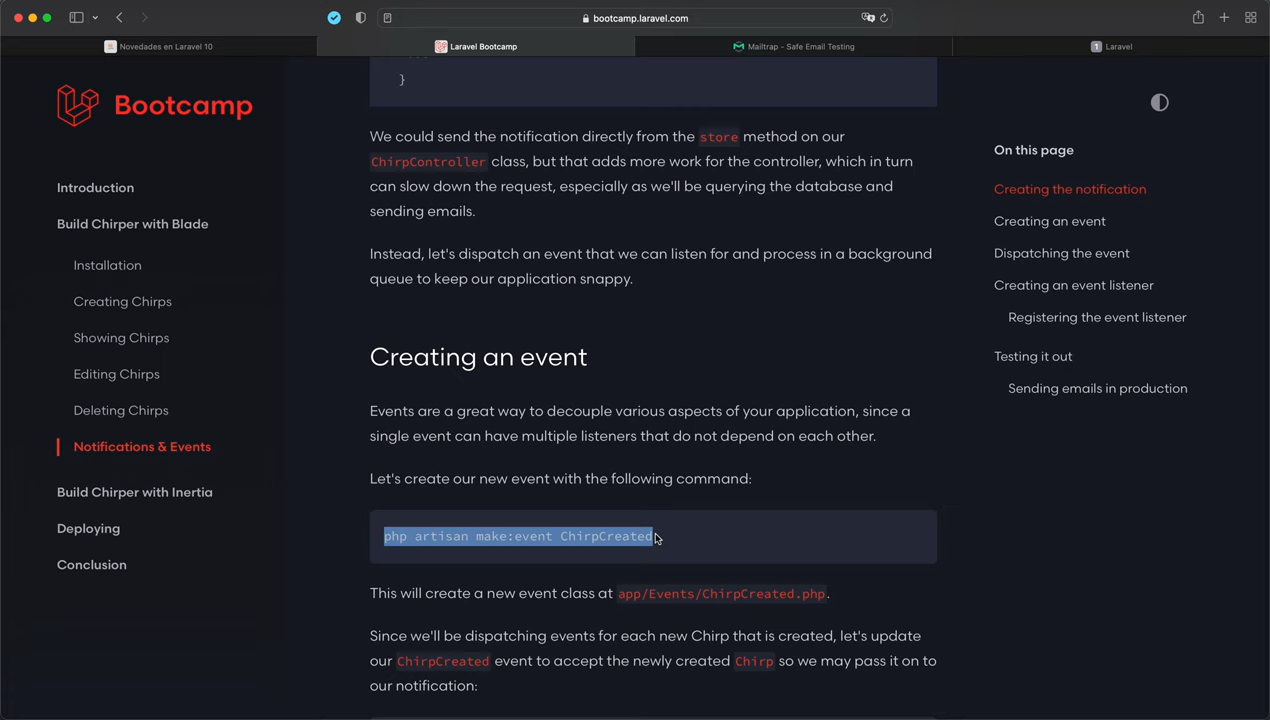 bootcamp.laravel.com
Novedades en Laravel 10
Laravel Bootcamp
Mailtrap - Safe Email Testing
1 Laravel
Bootcamp
Introduction
Build Chirper with Blade
Installation
Creating Chirps
Showing Chirps
Editing Chirps
Deleting Chirps
Notifications & Events
Build Chirper with Inertia
Deploying
Conclusion
}
We could send the notification directly from the store method on our
ChirpController class, but that adds more work for the controller, which in turn
can slow down the request, especially as we'll be querying the database and
sending emails.
Instead, let's dispatch an event that we can listen for and process in a background
queue to keep our application snappy.
Creating an event
Events are a great way to decouple various aspects of your application, since a
single event can have multiple listeners that do not depend on each other.
Let's create our new event with the following command:
php artisan make:event ChirpCreated
This will create a new event class at app/Events/ChirpCreated.php.
Since we'll be dispatching events for each new Chirp that is created, let's update
our ChirpCreated event to accept the newly created Chirp so we may pass it on to
our notification:
On this page
Creating the notification
Creating an event
Dispatching the event
Creating an event listener
Registering the event listener
Testing it out
Sending emails in production